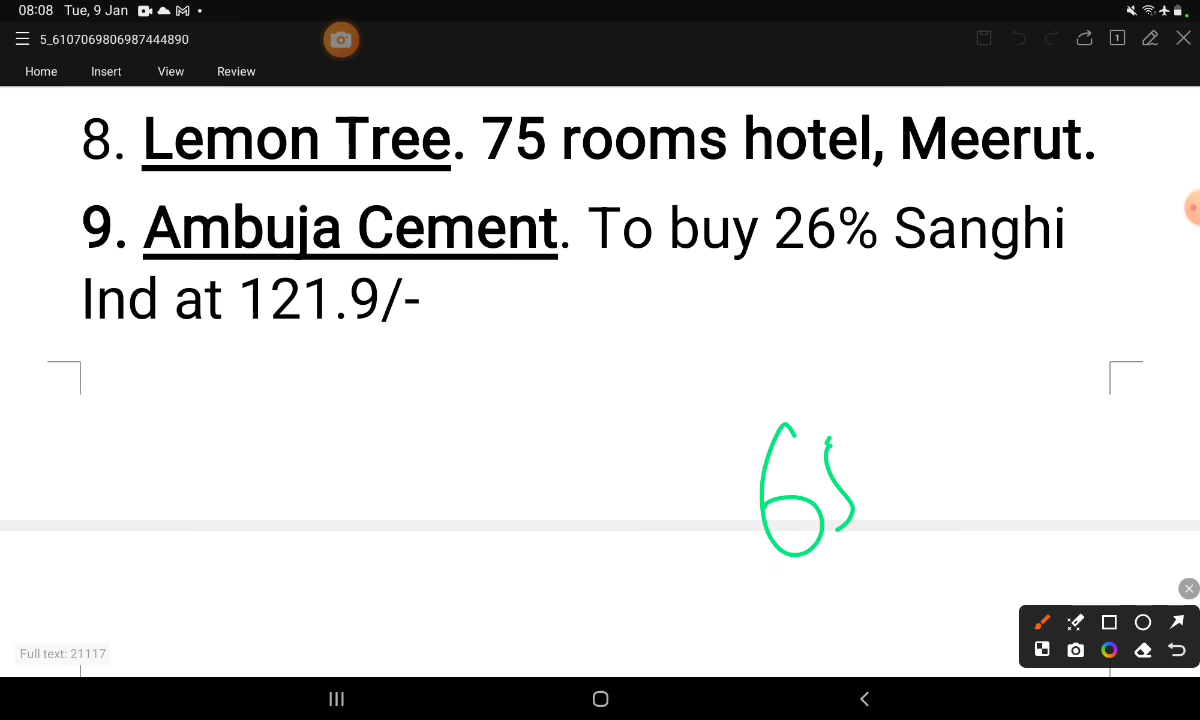 08:08 Tue, 9 Jan
5_6107069806987444890
1
Home Insert View Review
8. Lemon Tree. 75 rooms hotel, Meerut.
9. Ambuja Cement. To buy 26% Sanghi
Ind at 121.9/-
Full text: 21117